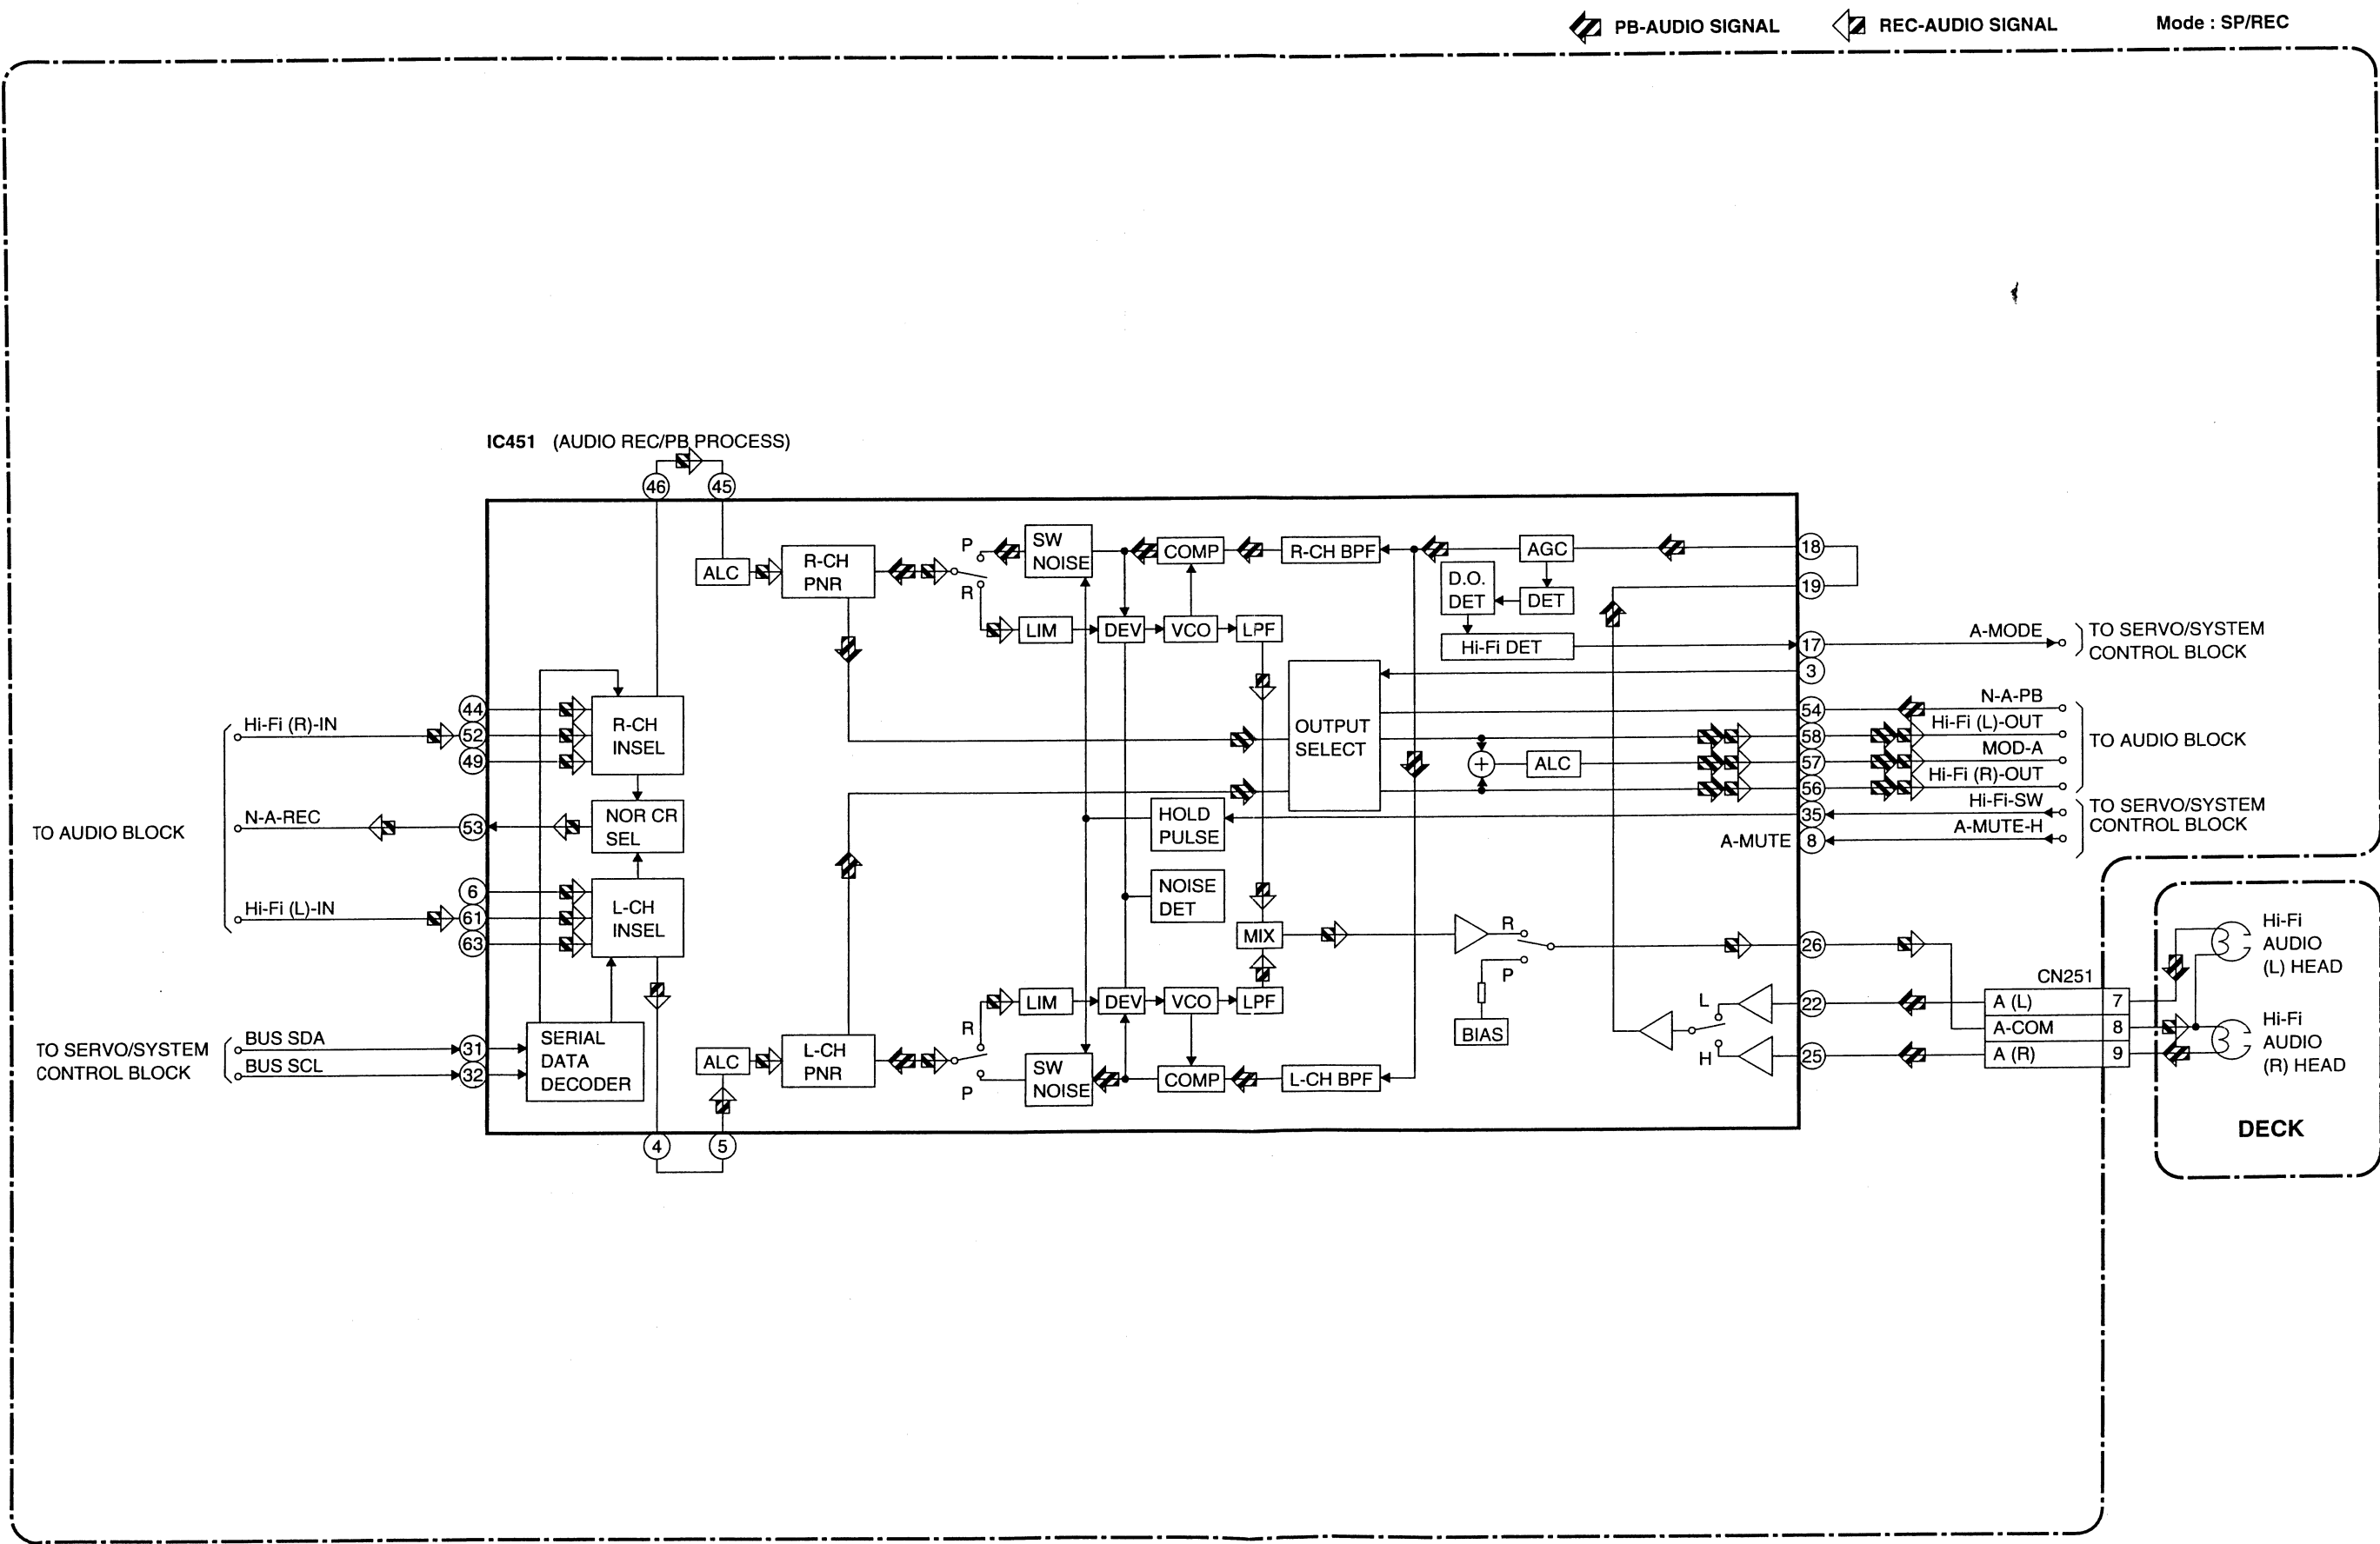 PB-AUDIO SIGNAL REC-AUDIO SIGNAL Mode : SP/REC
IC451 (AUDIO REC/PB PROCESS)
46 45
ALC
R-CH
PNR
P
R
SW
NOISE
COMP
R-CH BPF
AGC
18
D.O.
DET
DET
19
LIM
DEV
VCO
LPF
Hi-Fi DET
17
A-MODE
TO SERVO/SYSTEM
CONTROL BLOCK
3
TO AUDIO BLOCK
Hi-Fi (R)-IN
44
52
49
R-CH
INSEL
N-A-REC
53
NOR CR
SEL
Hi-Fi (L)-IN
6
61
63
L-CH
INSEL
OUTPUT
SELECT
+
ALC
54
58
57
56
N-A-PB
Hi-Fi (L)-OUT
MOD-A
Hi-Fi (R)-OUT
TO AUDIO BLOCK
HOLD
PULSE
35
Hi-Fi-SW
A-MUTE
8
A-MUTE-H
TO SERVO/SYSTEM
CONTROL BLOCK
NOISE
DET
MIX
R
P
BIAS
26
L
H
22
25
CN251
A (L) 7
A-COM 8
A (R) 9
Hi-Fi
AUDIO
(L) HEAD
Hi-Fi
AUDIO
(R) HEAD
DECK
TO SERVO/SYSTEM
CONTROL BLOCK
BUS SDA
BUS SCL
31
32
SERIAL
DATA
DECODER
ALC
L-CH
PNR
R
P
LIM
DEV
VCO
LPF
SW
NOISE
COMP
L-CH BPF
4 5